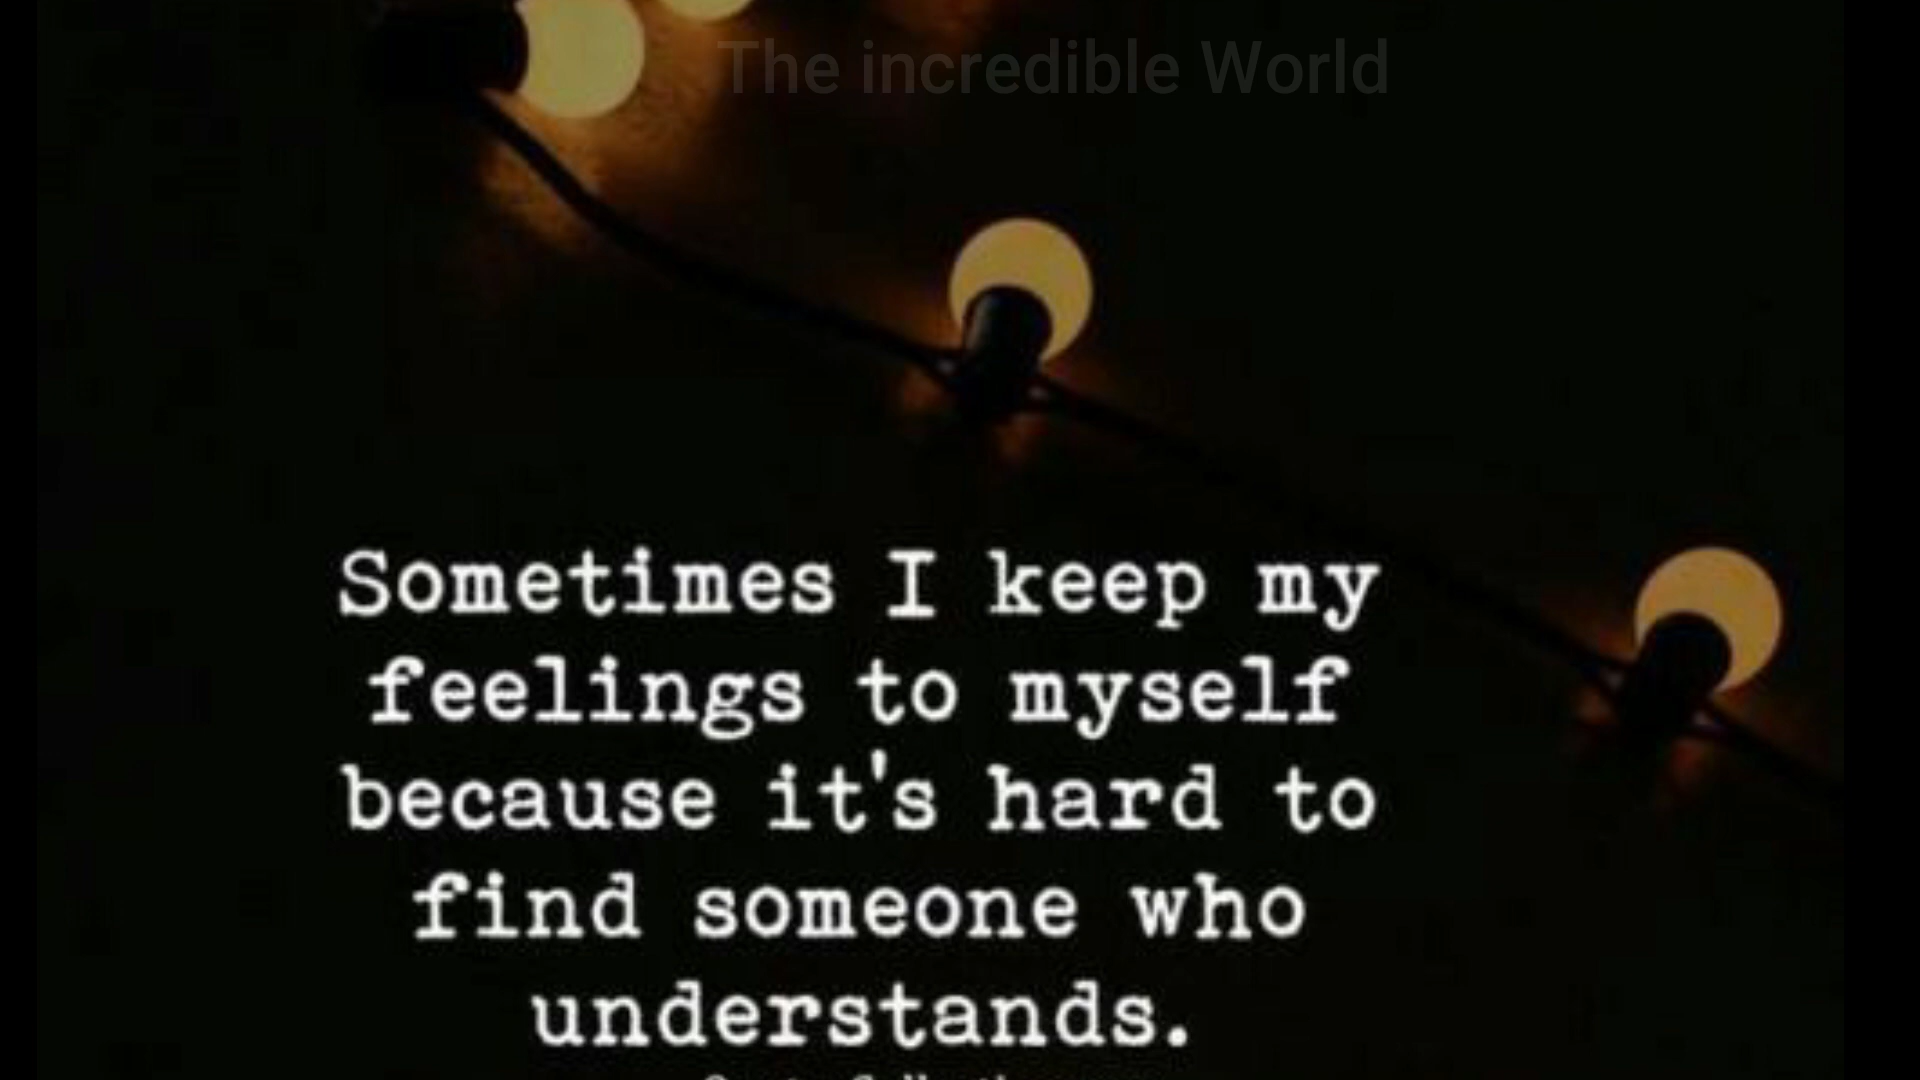 The incredible World
Sometimes I keep my
feelings to myself
because it's hard to
find someone who
understands.